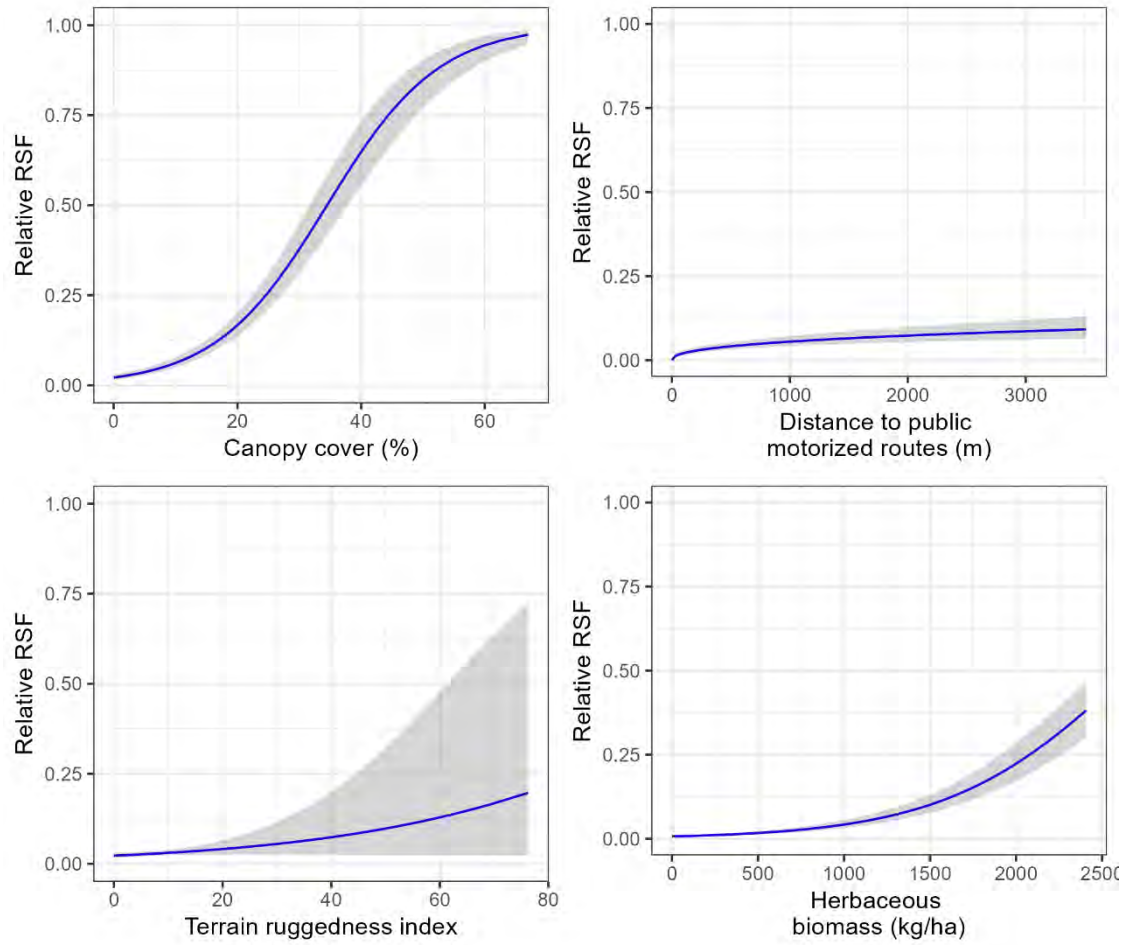 1.00
0.75
0.50
0.25
0.00
Relative RSF
0 20 40 60
Canopy cover (%)
1.00
0.75
0.50
0.25
0.00
Relative RSF
0 1000 2000 3000
Distance to public
motorized routes (m)
1.00
0.75
0.50
0.25
0.00
Relative RSF
0 20 40 60 80
Terrain ruggedness index
1.00
0.75
0.50
0.25
0.00
Relative RSF
0 500 1000 1500 2000 2500
Herbaceous
biomass (kg/ha)